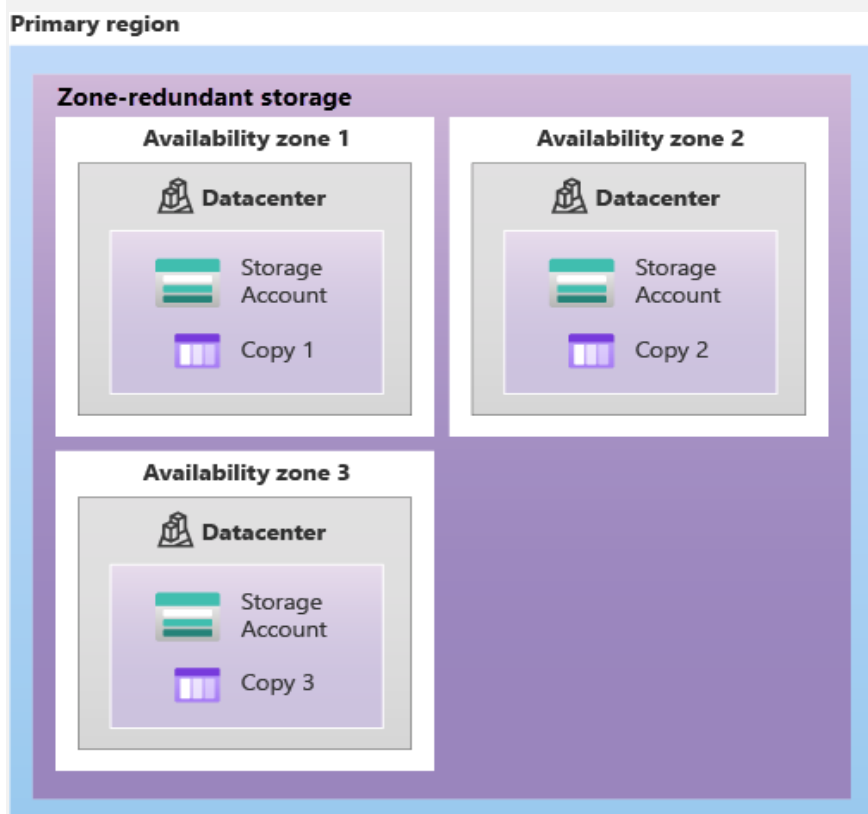 Primary region
Zone-redundant storage
Availability zone 1
Datacenter
Storage
Account
Copy 1
Availability zone 2
Datacenter
Storage
Account
Copy 2
Availability zone 3
Datacenter
Storage
Account
Copy 3